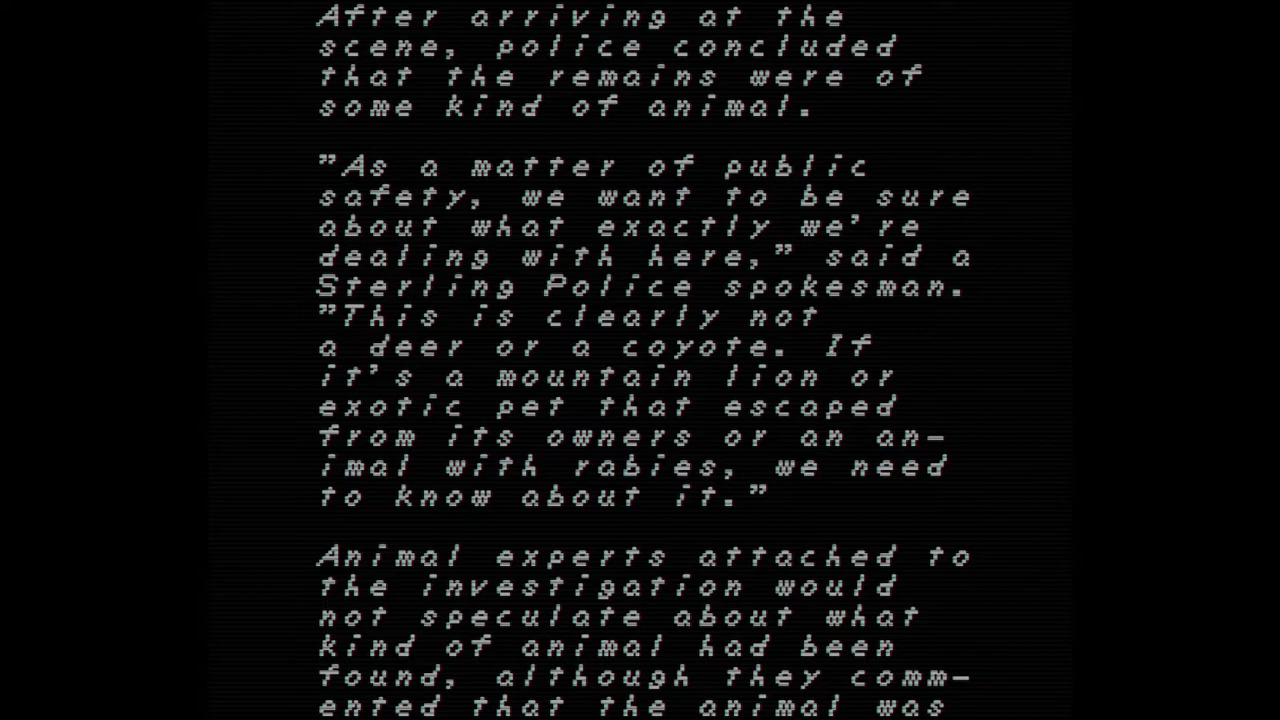 After arriving at the
scene, police concluded
that the remains were of
some kind of animal.
"As a matter of public
safety, we want to be sure
about what exactly we're
dealing with here," said a
Sterling Police spokesman.
"This is clearly not
a deer or a coyote. If
it's a mountain lion or
exotic pet that escaped
from its owners or an an-
imal with rabies, we need
to know about it."
Animal experts attached to
the investigation would
not speculate about what
kind of animal had been
found, although they comm-
ented that the animal was